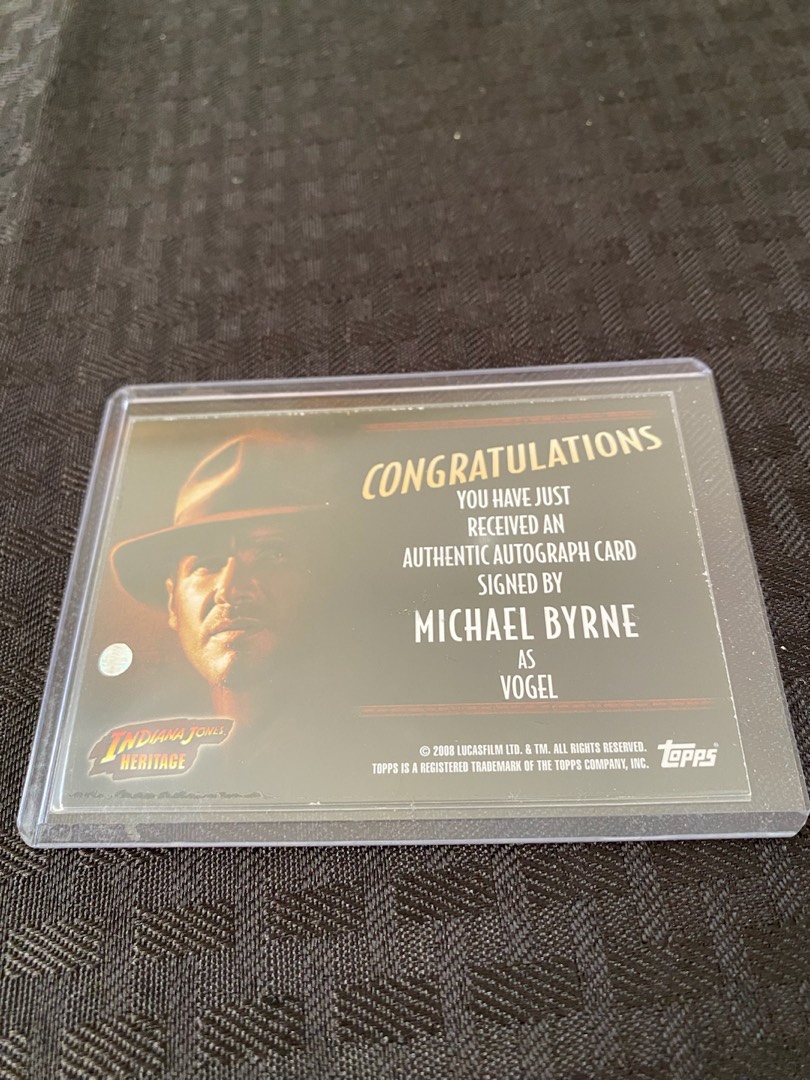 CONGRATULATIONS
YOU HAVE JUST
RECEIVED AN
AUTHENTIC AUTOGRAPH CARD
SIGNED BY
MICHAEL BYRNE
AS
VOGEL
INDIANA JONES
HERITAGE
© 2008 LUCASFILM LTD. & TM. ALL RIGHTS RESERVED.
TOPPS IS A REGISTERED TRADEMARK OF THE TOPPS COMPANY, INC.
topps